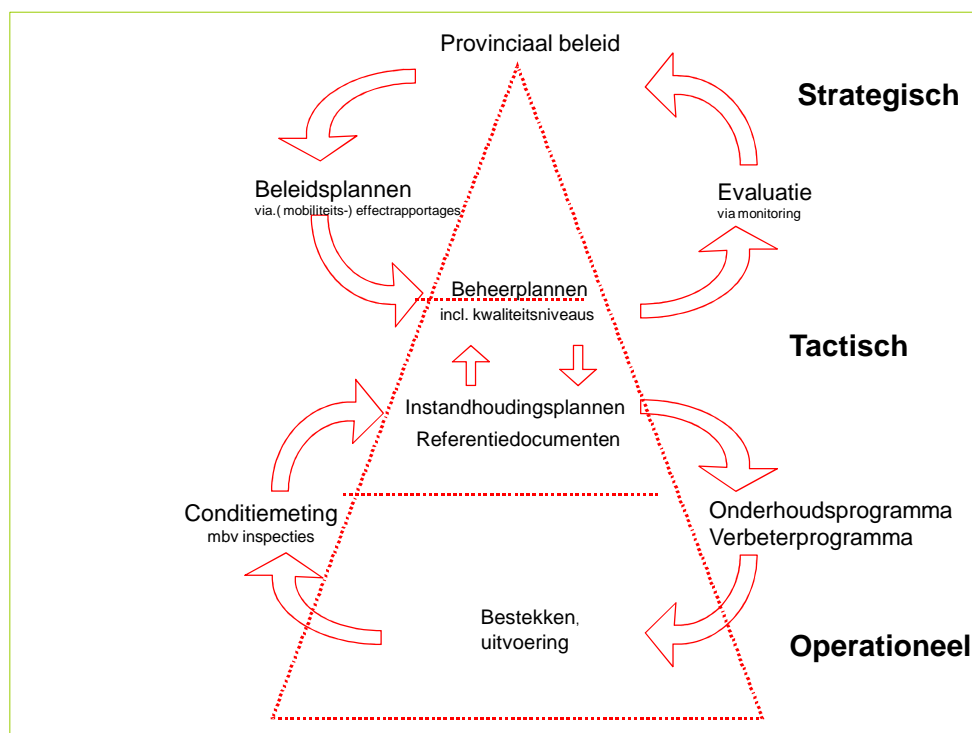 Provinciaal beleid
Strategisch
Beleidsplannen
via.( mobiliteits-) effectrapportages
Evaluatie
via monitoring
Beheerplannen
incl. kwaliteitsniveaus
Tactisch
Instandhoudingsplannen
Referentiedocumenten
Conditiemeting
mbv inspecties
Onderhoudsprogramma
Verbeterprogramma
Bestekken,
uitvoering
Operationeel